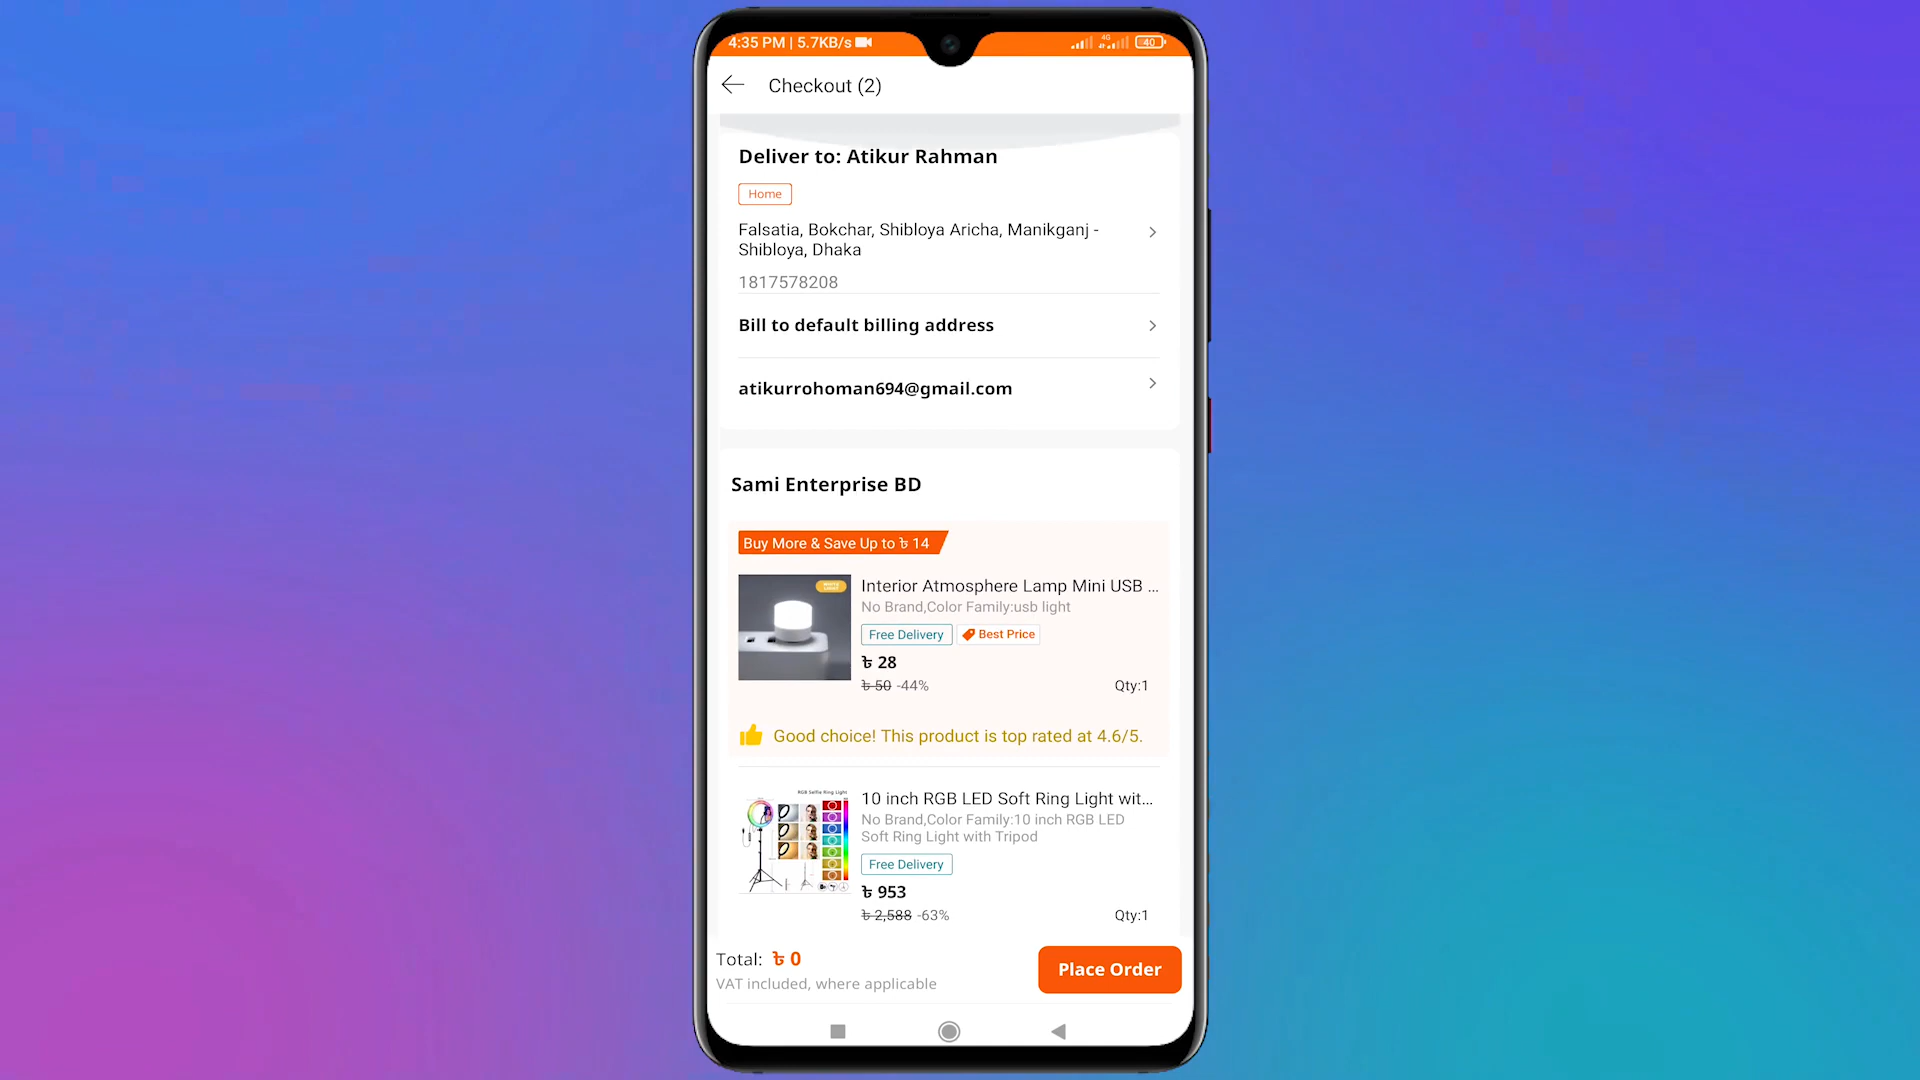 4:35 PM | 5.7KB/s
4G
40
Checkout (2)
Deliver to: Atikur Rahman
Home
Falsatia, Bokchar, Shibloya Aricha, Manikganj -
Shibloya, Dhaka
1817578208
Bill to default billing address
atikurrohoman694@gmail.com
Sami Enterprise BD
Buy More & Save Up to ৳ 14
Interior Atmosphere Lamp Mini USB ...
No Brand,Color Family:usb light
Free Delivery
Best Price
৳ 28
৳ 50 -44%
Qty:1
Good choice! This product is top rated at 4.6/5.
RGB Selfie Ring Light
10 inch RGB LED Soft Ring Light wit...
No Brand,Color Family:10 inch RGB LED
Soft Ring Light with Tripod
Free Delivery
৳ 953
৳ 2,588 -63%
Qty:1
Total: ৳ 0
VAT included, where applicable
Place Order